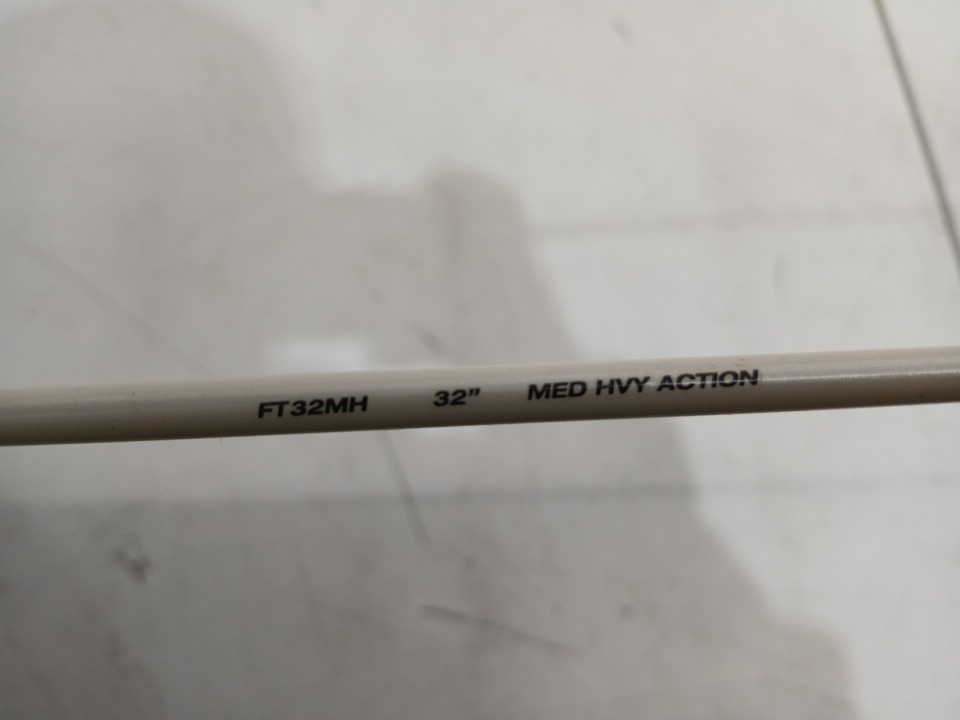 FT32MH 32” MED HVY ACTION